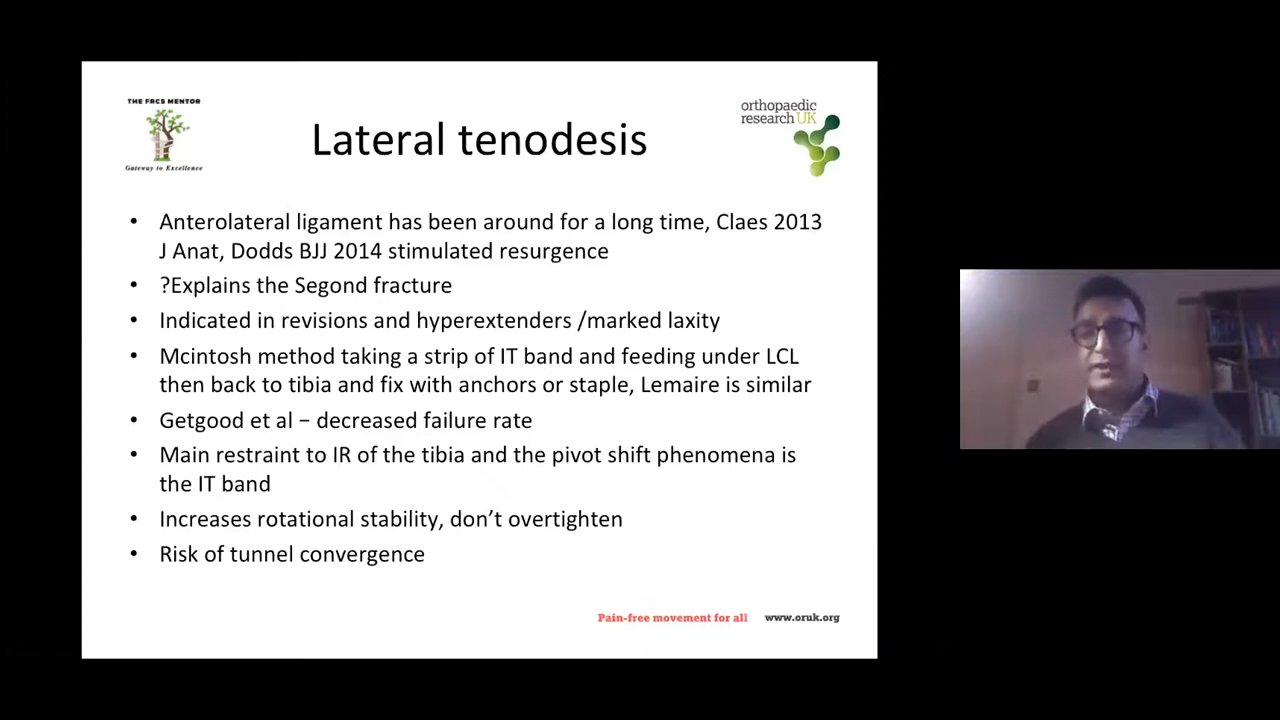 THE FRCS MENTOR
Gateway to Excellence
orthopaedic
research UK
Lateral tenodesis
• Anterolateral ligament has been around for a long time, Claes 2013
J Anat, Dodds BJJ 2014 stimulated resurgence
• ?Explains the Segond fracture
• Indicated in revisions and hyperextenders /marked laxity
• Mcintosh method taking a strip of IT band and feeding under LCL
then back to tibia and fix with anchors or staple, Lemaire is similar
• Getgood et al – decreased failure rate
• Main restraint to IR of the tibia and the pivot shift phenomena is
the IT band
• Increases rotational stability, don’t overtighten
• Risk of tunnel convergence
Pain-free movement for all www.oruk.org